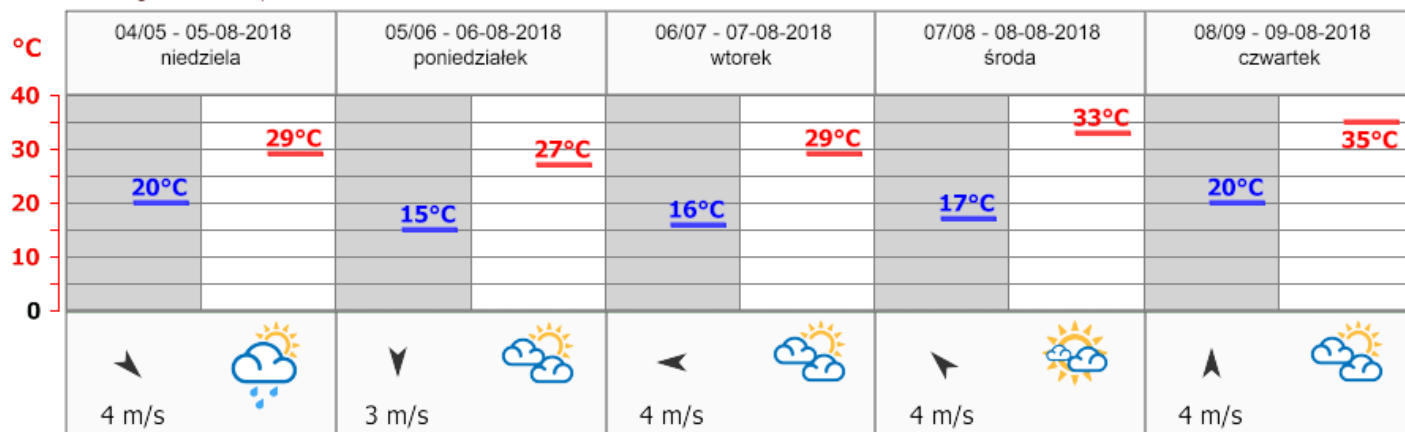 04/05 - 05-08-2018
niedziela
05/06 - 06-08-2018
poniedziałek
06/07 - 07-08-2018
wtorek
07/08 - 08-08-2018
środa
08/09 - 09-08-2018
czwartek
°C
40
30
20
10
0
20°C
29°C
15°C
27°C
16°C
29°C
17°C
33°C
20°C
35°C
4 m/s
3 m/s
4 m/s
4 m/s
4 m/s